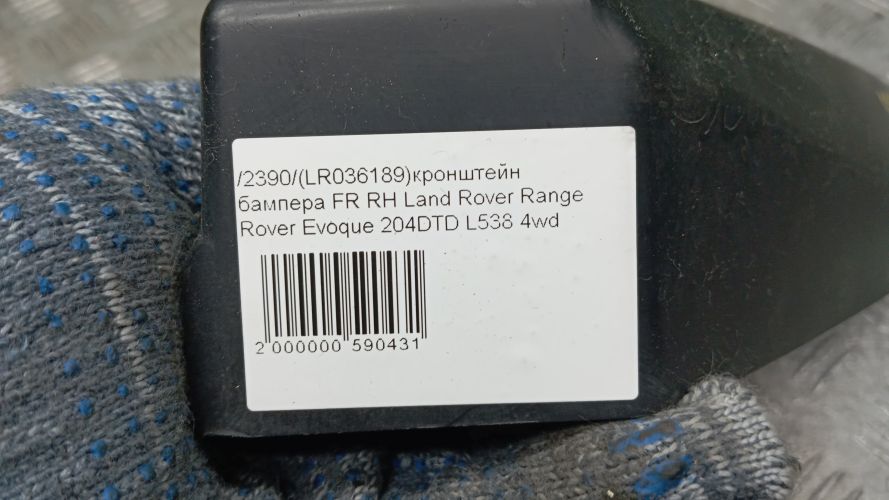 /2390/(LR036189)кронштейн
бампера FR RH Land Rover Range
Rover Evoque 204DTD L538 4wd
2 000000 590431